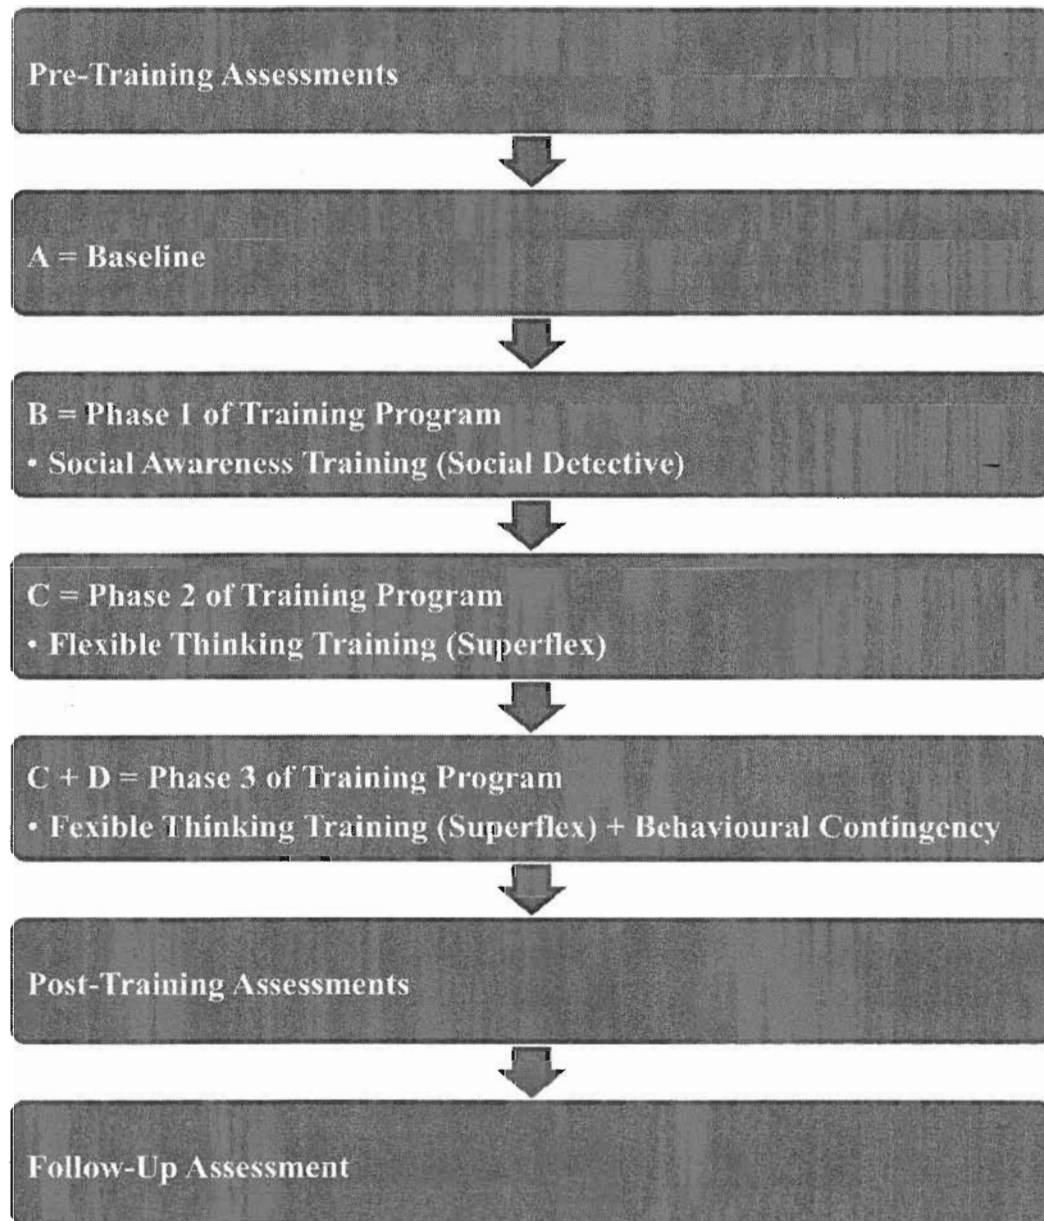 Pre-Training Assessments
A = Baseline
B = Phase 1 of Training Program
• Social Awareness Training (Social Detective)
C = Phase 2 of Training Program
• Flexible Thinking Training (Superflex)
C + D = Phase 3 of Training Program
• Fexible Thinking Training (Superflex) + Behavioural Contingency
Post-Training Assessments
Follow-Up Assessment